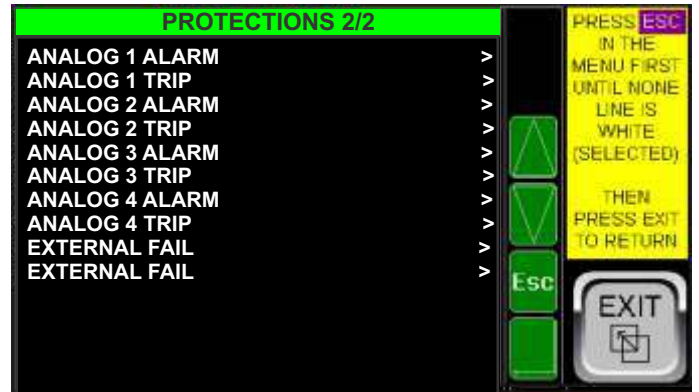 PROTECTIONS 2/2
ANALOG 1 ALARM >
ANALOG 1 TRIP >
ANALOG 2 ALARM >
ANALOG 2 TRIP >
ANALOG 3 ALARM >
ANALOG 3 TRIP >
ANALOG 4 ALARM >
ANALOG 4 TRIP >
EXTERNAL FAIL >
EXTERNAL FAIL >
Esc
PRESS ESC
IN THE
MENU FIRST
UNTIL NONE
LINE IS
WHITE
(SELECTED)
THEN
PRESS EXIT
TO RETURN
EXIT